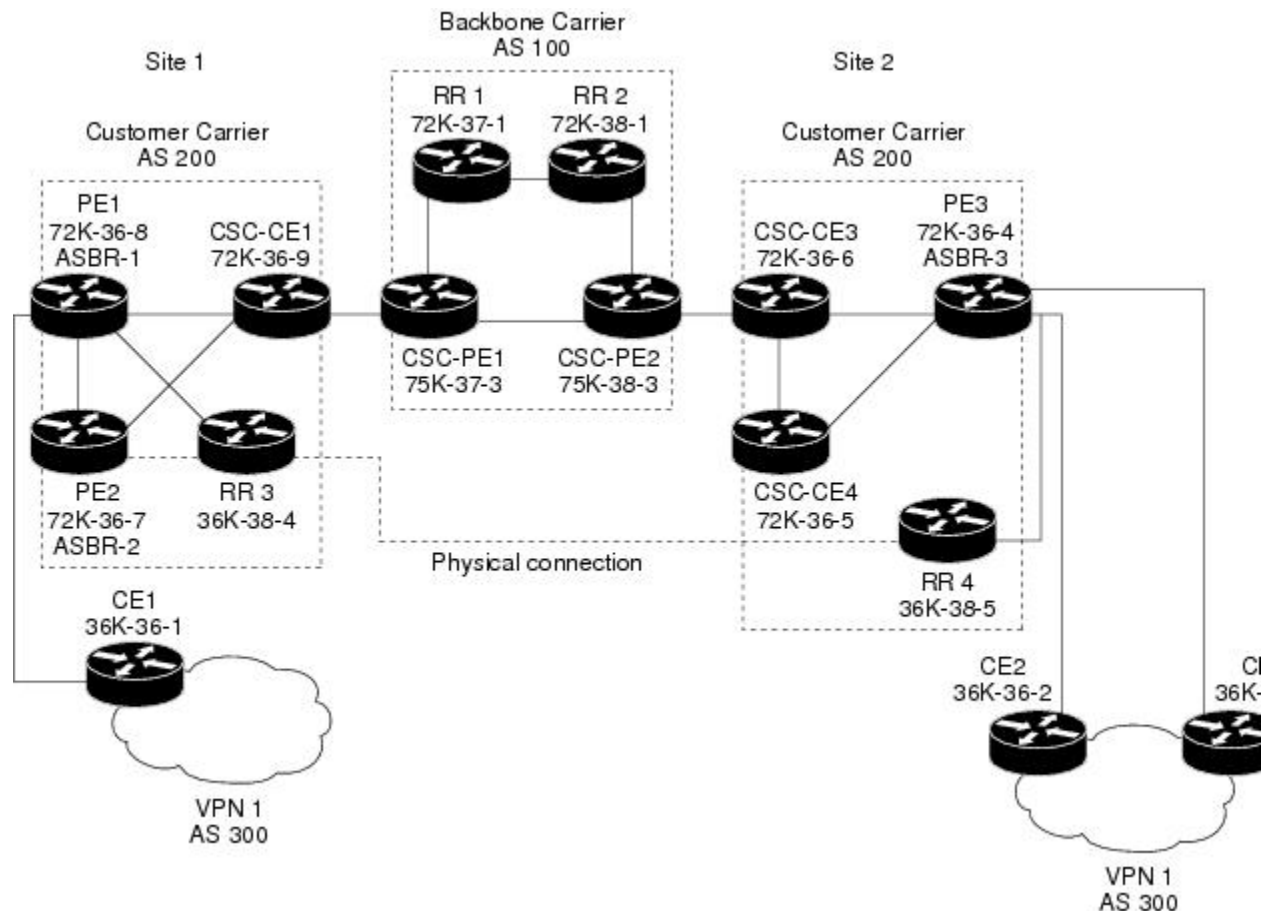 Backbone Carrier
AS 100
Site 1
Site 2
RR 1
72K-37-1
RR 2
72K-38-1
Customer Carrier
AS 200
Customer Carrier
AS 200
PE1
72K-36-8
ASBR-1
CSC-CE1
72K-36-9
CSC-CE3
72K-36-6
PE3
72K-36-4
ASBR-3
CSC-PE1
75K-37-3
CSC-PE2
75K-38-3
PE2
72K-36-7
ASBR-2
RR 3
36K-38-4
CSC-CE4
72K-36-5
Physical connection
RR 4
36K-38-5
CE1
36K-36-1
CE2
36K-36-2
VPN 1
AS 300
VPN 1
AS 300